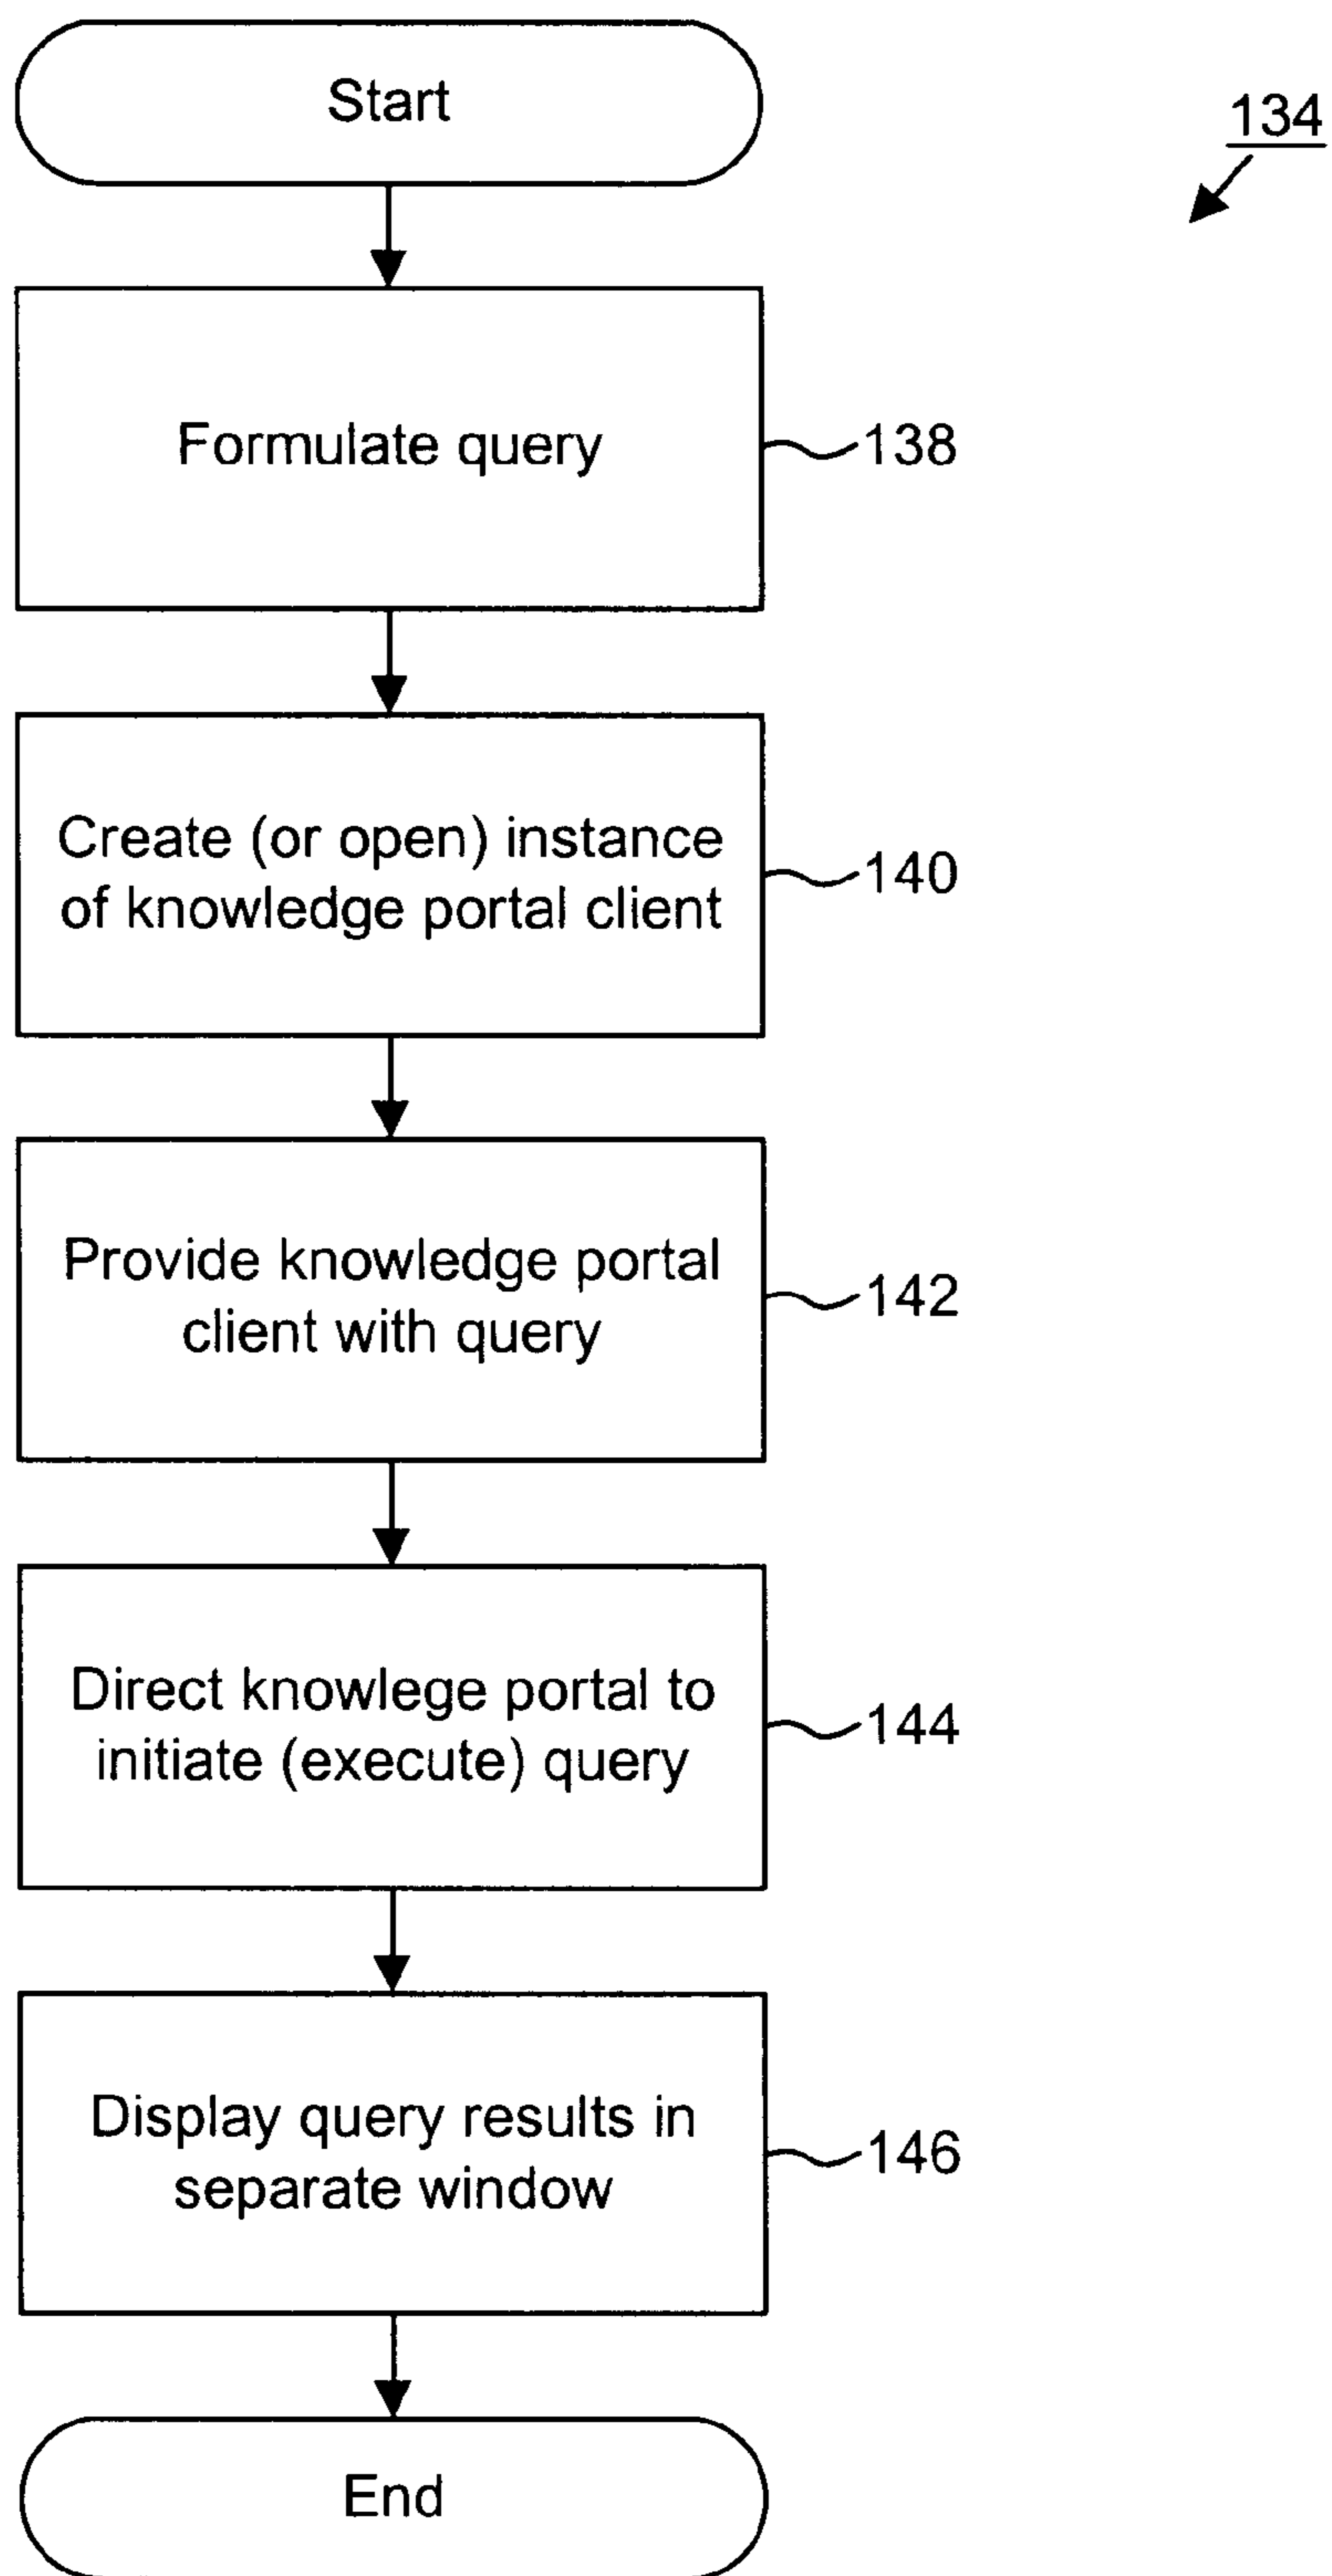 Start
134
Formulate query
138
Create (or open) instance
of knowledge portal client
140
Provide knowledge portal
client with query
142
Direct knowlege portal to
initiate (execute) query
144
Display query results in
separate window
146
End